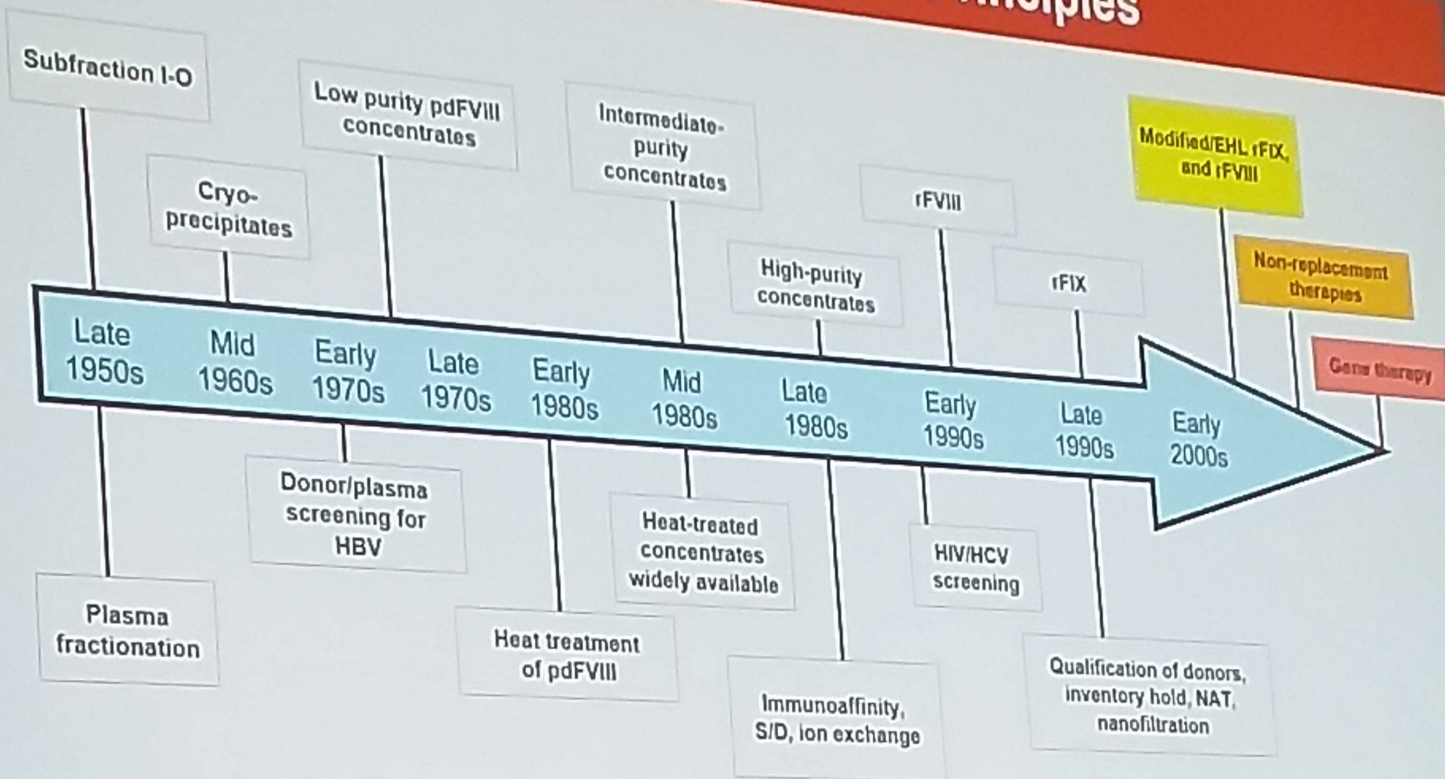 Subfraction I-O
Low purity pdFVIII
concentrates
Intermediate-
purity
concentrates
Cryo-
precipitates
rFVIII
High-purity
concentrates
rFIX
Modified/EHL rFIX,
and rFVIII
Non-replacement
therapies
Gene therapy
Late
1950s
Mid
1960s
Early
1970s
Late
1970s
Early
1980s
Mid
1980s
Late
1980s
Early
1990s
Late
1990s
Early
2000s
Plasma
fractionation
Donor/plasma
screening for
HBV
Heat treatment
of pdFVIII
Heat-treated
concentrates
widely available
Immunoaffinity,
S/D, ion exchange
HIV/HCV
screening
Qualification of donors,
inventory hold, NAT,
nanofiltration